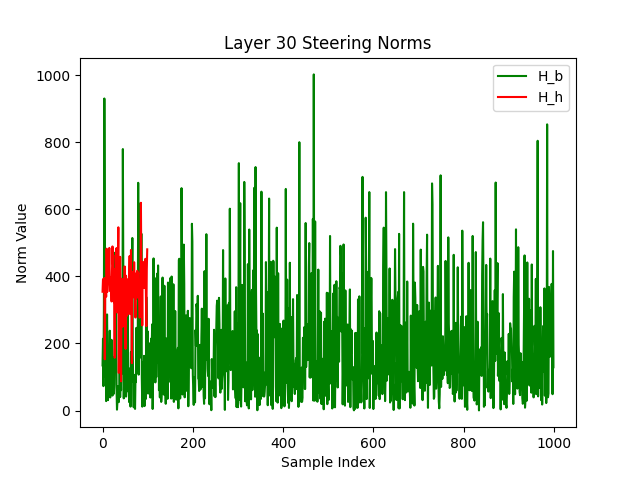 Layer 30 Steering Norms
H_b
H_h
Norm Value
1000
800
600
400
200
0
0 200 400 600 800 1000
Sample Index